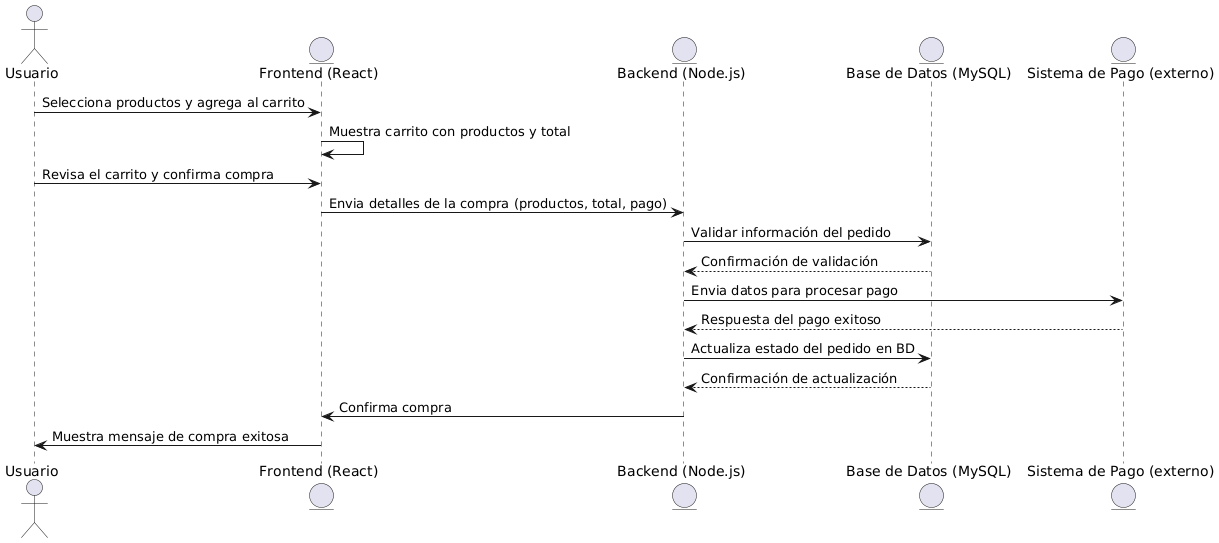 Usuario
Frontend (React)
Backend (Node.js)
Base de Datos (MySQL)
Sistema de Pago (externo)
Selecciona productos y agrega al carrito
Muestra carrito con productos y total
Revisa el carrito y confirma compra
Envia detalles de la compra (productos, total, pago)
Validar información del pedido
Confirmación de validación
Envia datos para procesar pago
Respuesta del pago exitoso
Actualiza estado del pedido en BD
Confirmación de actualización
Confirma compra
Muestra mensaje de compra exitosa
Usuario
Frontend (React)
Backend (Node.js)
Base de Datos (MySQL)
Sistema de Pago (externo)